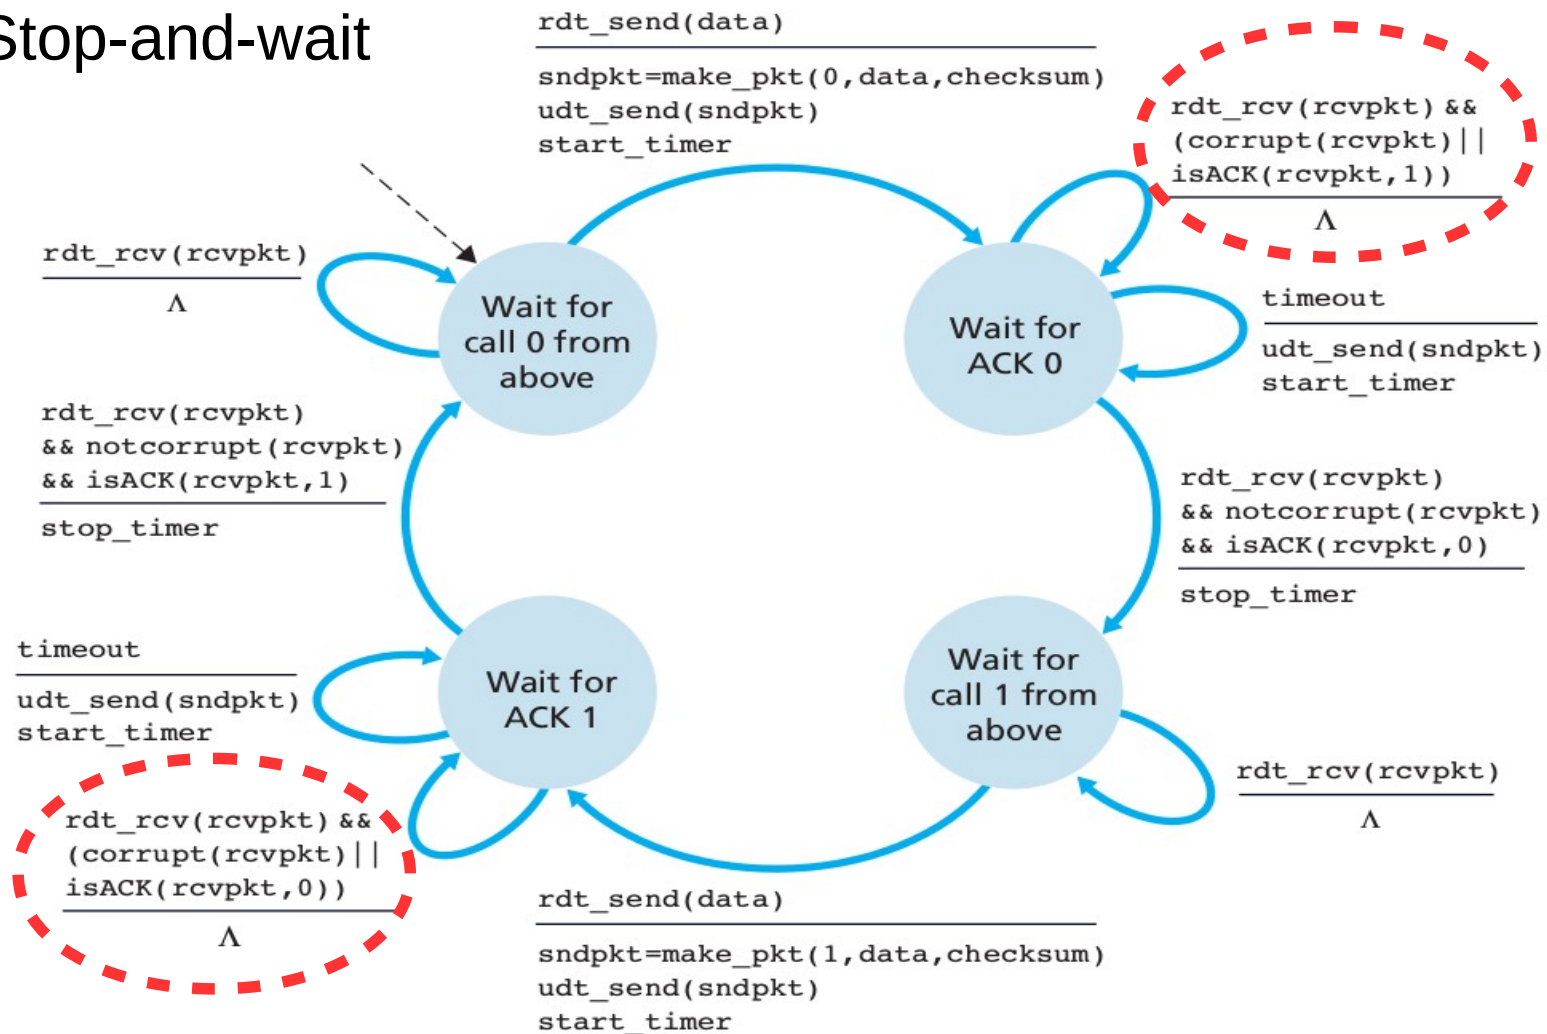 Stop-and-wait
rdt_send(data)
sndpkt=make_pkt(0,data,checksum)
udt_send(sndpkt)
start_timer
rdt_rcv(rcvpkt) &&
(corrupt(rcvpkt)||
isACK(rcvpkt,1))
Λ
rdt_rcv(rcvpkt)
Λ
Wait for
call 0 from
above
Wait for
ACK 0
timeout
udt_send(sndpkt)
start_timer
rdt_rcv(rcvpkt)
&& notcorrupt(rcvpkt)
&& isACK(rcvpkt,1)
stop_timer
rdt_rcv(rcvpkt)
&& notcorrupt(rcvpkt)
&& isACK(rcvpkt,0)
stop_timer
timeout
udt_send(sndpkt)
start_timer
Wait for
ACK 1
Wait for
call 1 from
above
rdt_rcv(rcvpkt) &&
(corrupt(rcvpkt)||
isACK(rcvpkt,0))
Λ
rdt_rcv(rcvpkt)
Λ
rdt_send(data)
sndpkt=make_pkt(1,data,checksum)
udt_send(sndpkt)
start_timer